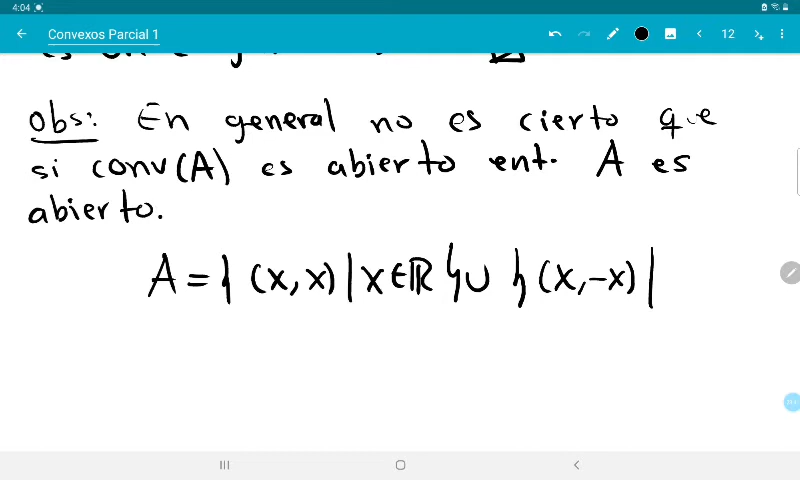 4:04
Convexos Parcial 1
12
Obs: En general no es cierto que
si conv(A) es abierto ent. A es
abierto.
A = { (x, x) | x ∈ ℝ } ∪ { (x, -x) |